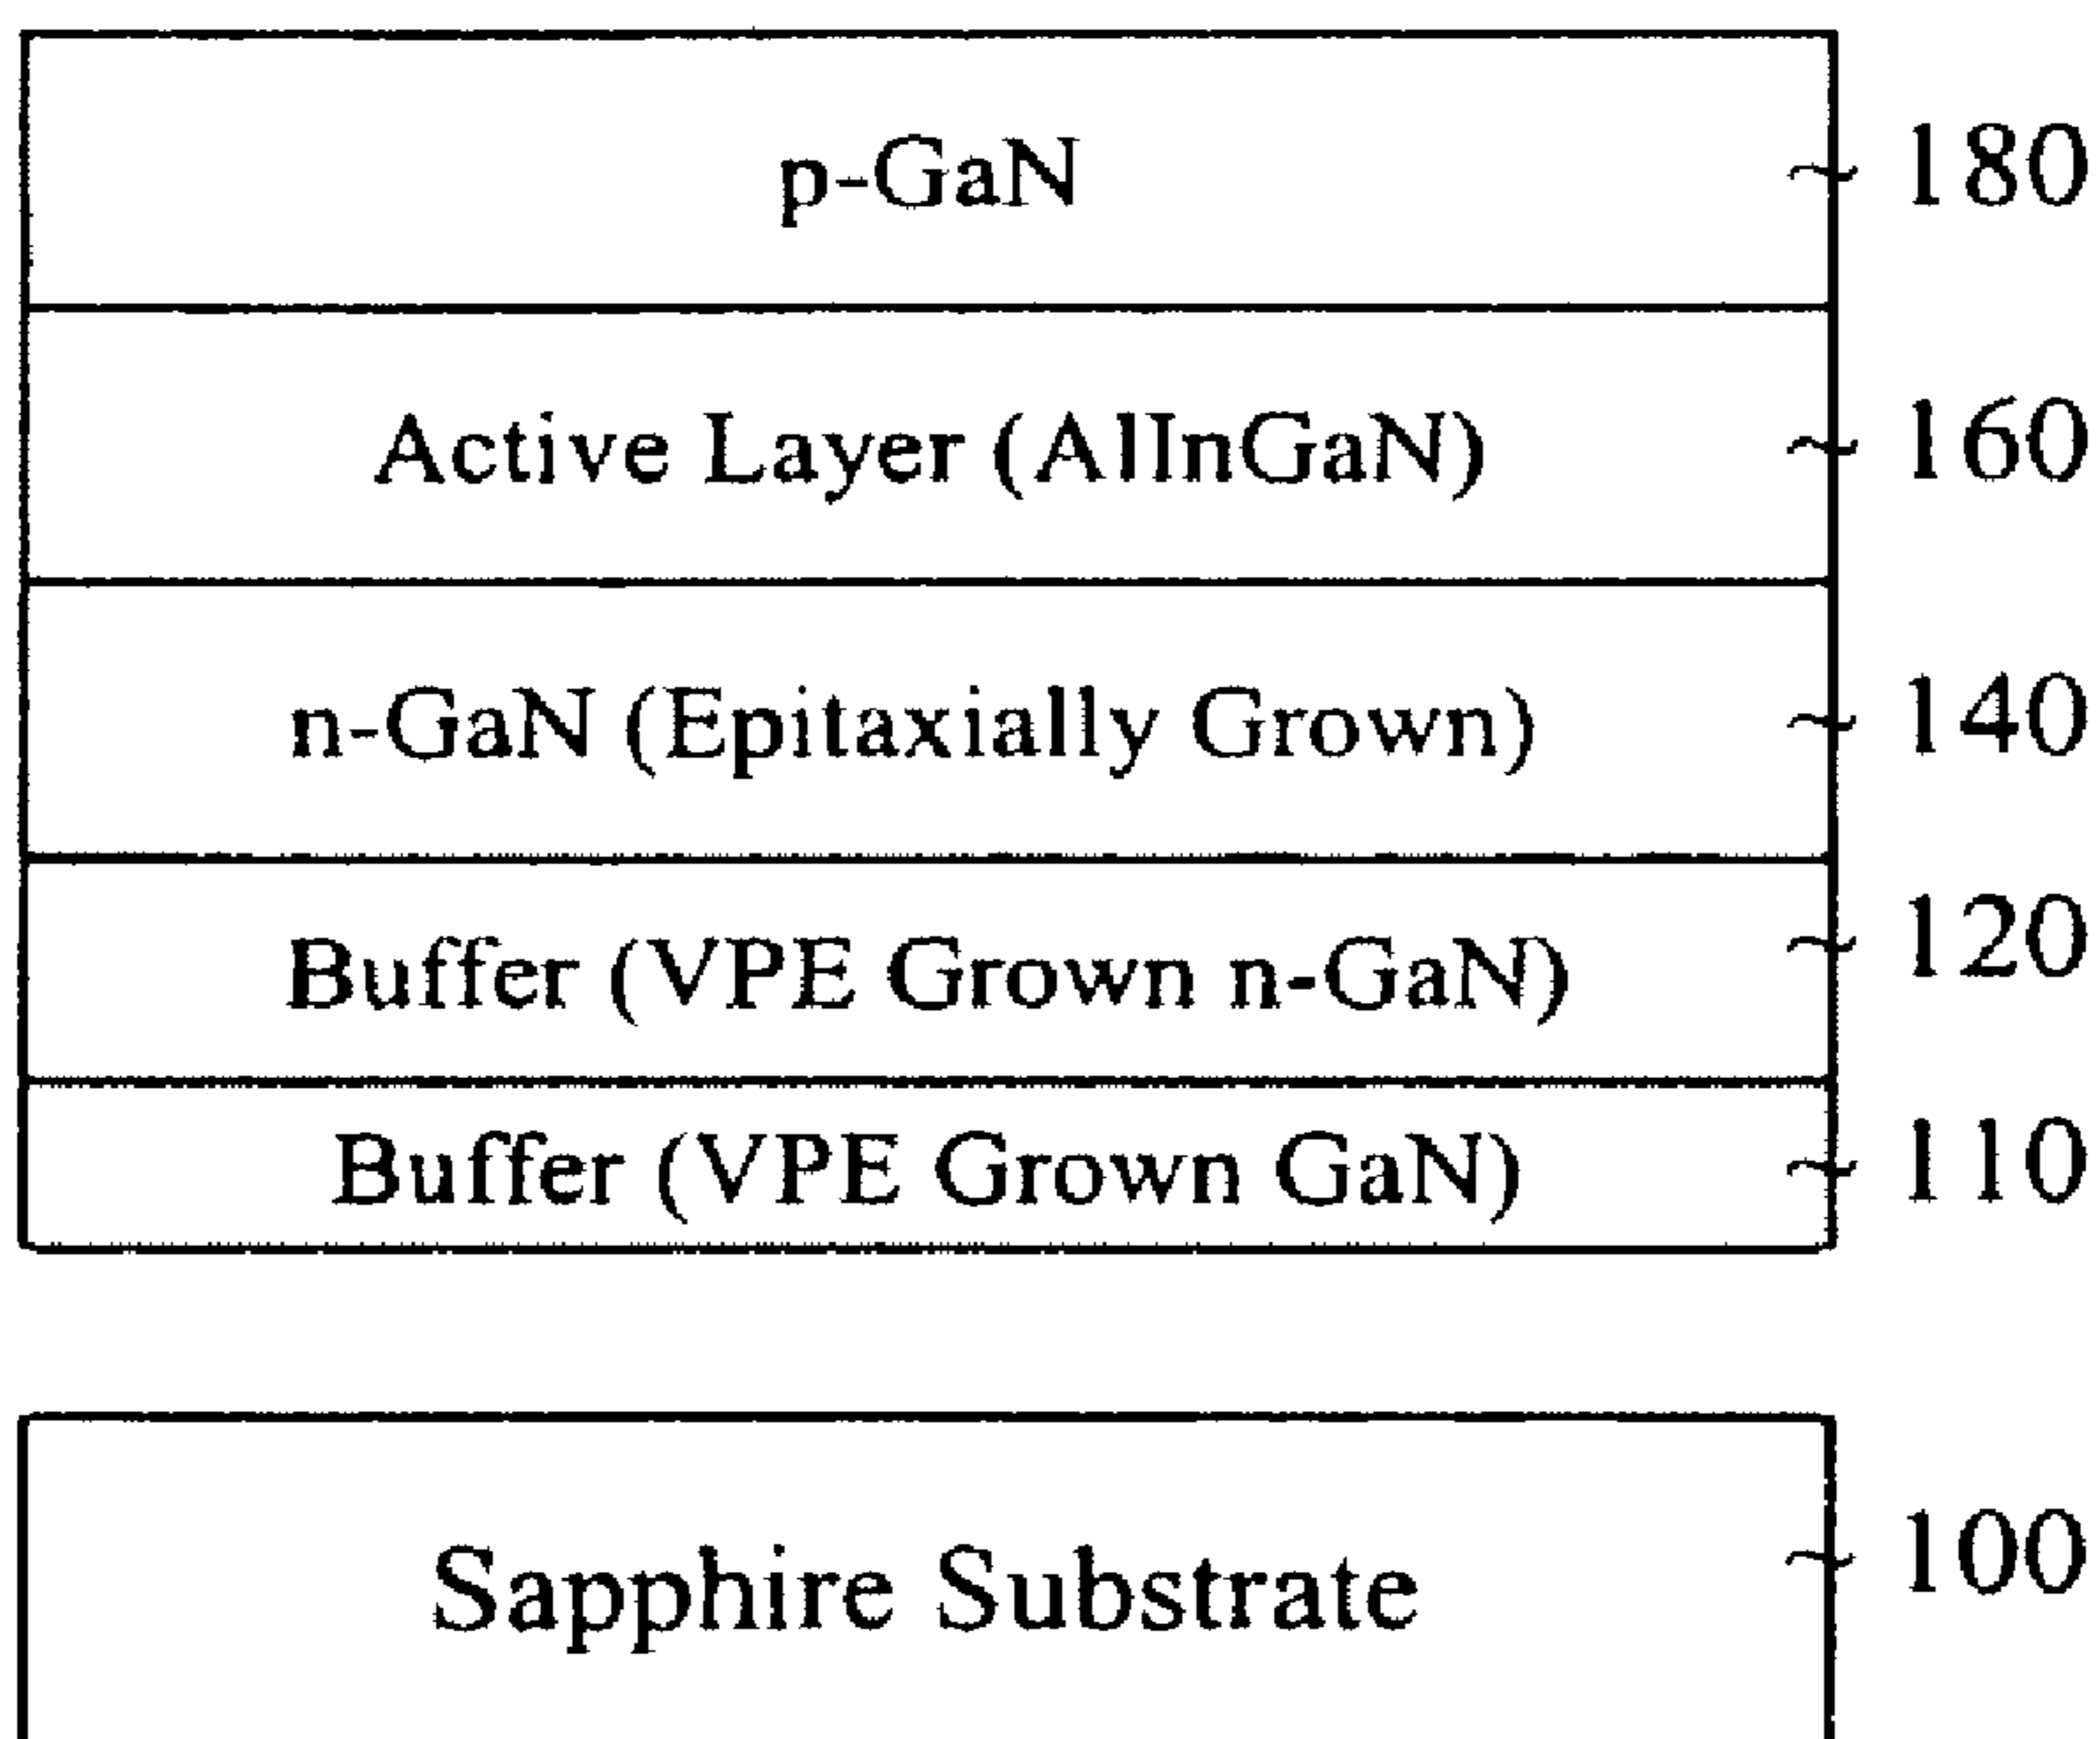 p-GaN 180
Active Layer (AlInGaN) 160
n-GaN (Epitaxially Grown) 140
Buffer (VPE Grown n-GaN) 120
Buffer (VPE Grown GaN) 110
Sapphire Substrate 100